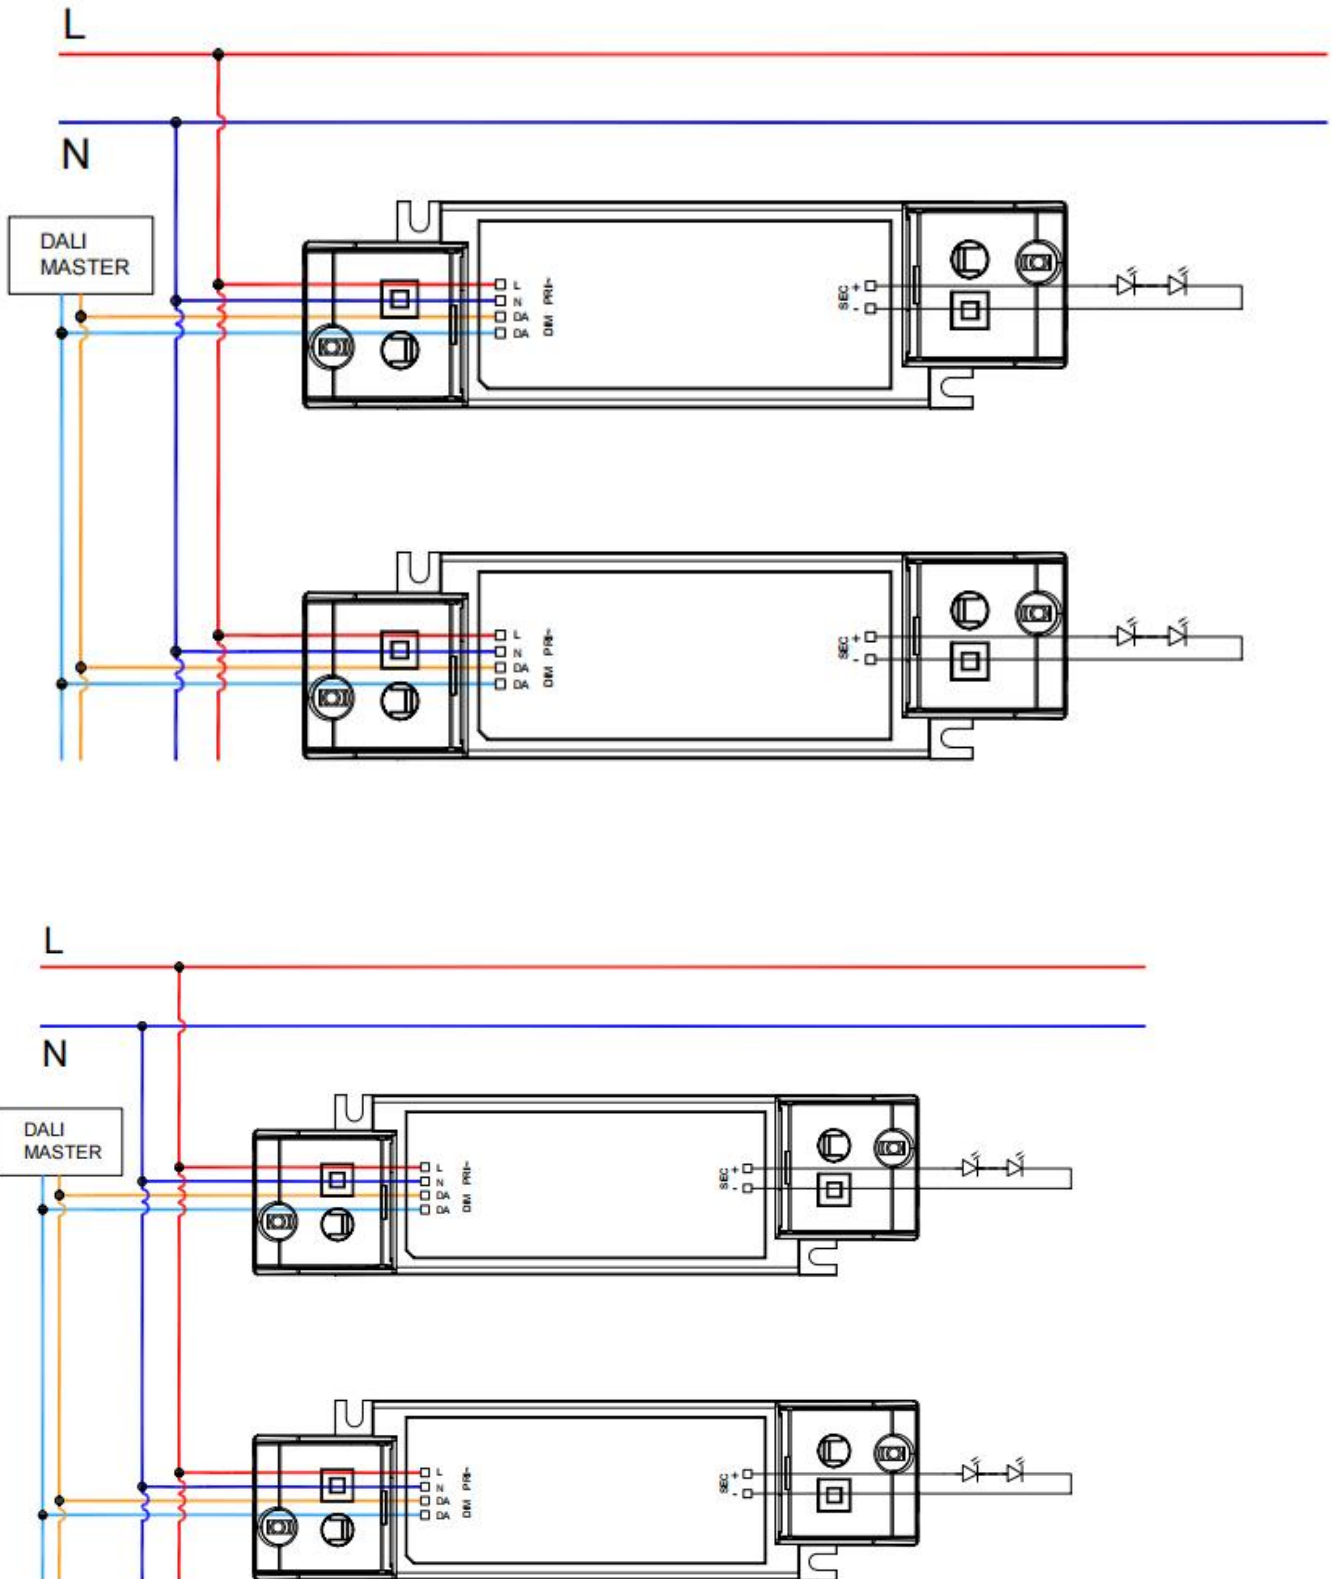 L
N
DALI
MASTER
L
N
DA
DA
PRI~
DIM
SEC
+
-
L
N
DA
DA
PRI~
DIM
SEC
+
-
L
N
DALI
MASTER
L
N
DA
DA
PRI~
DIM
SEC
+
-
L
N
DA
DA
PRI~
DIM
SEC
+
-